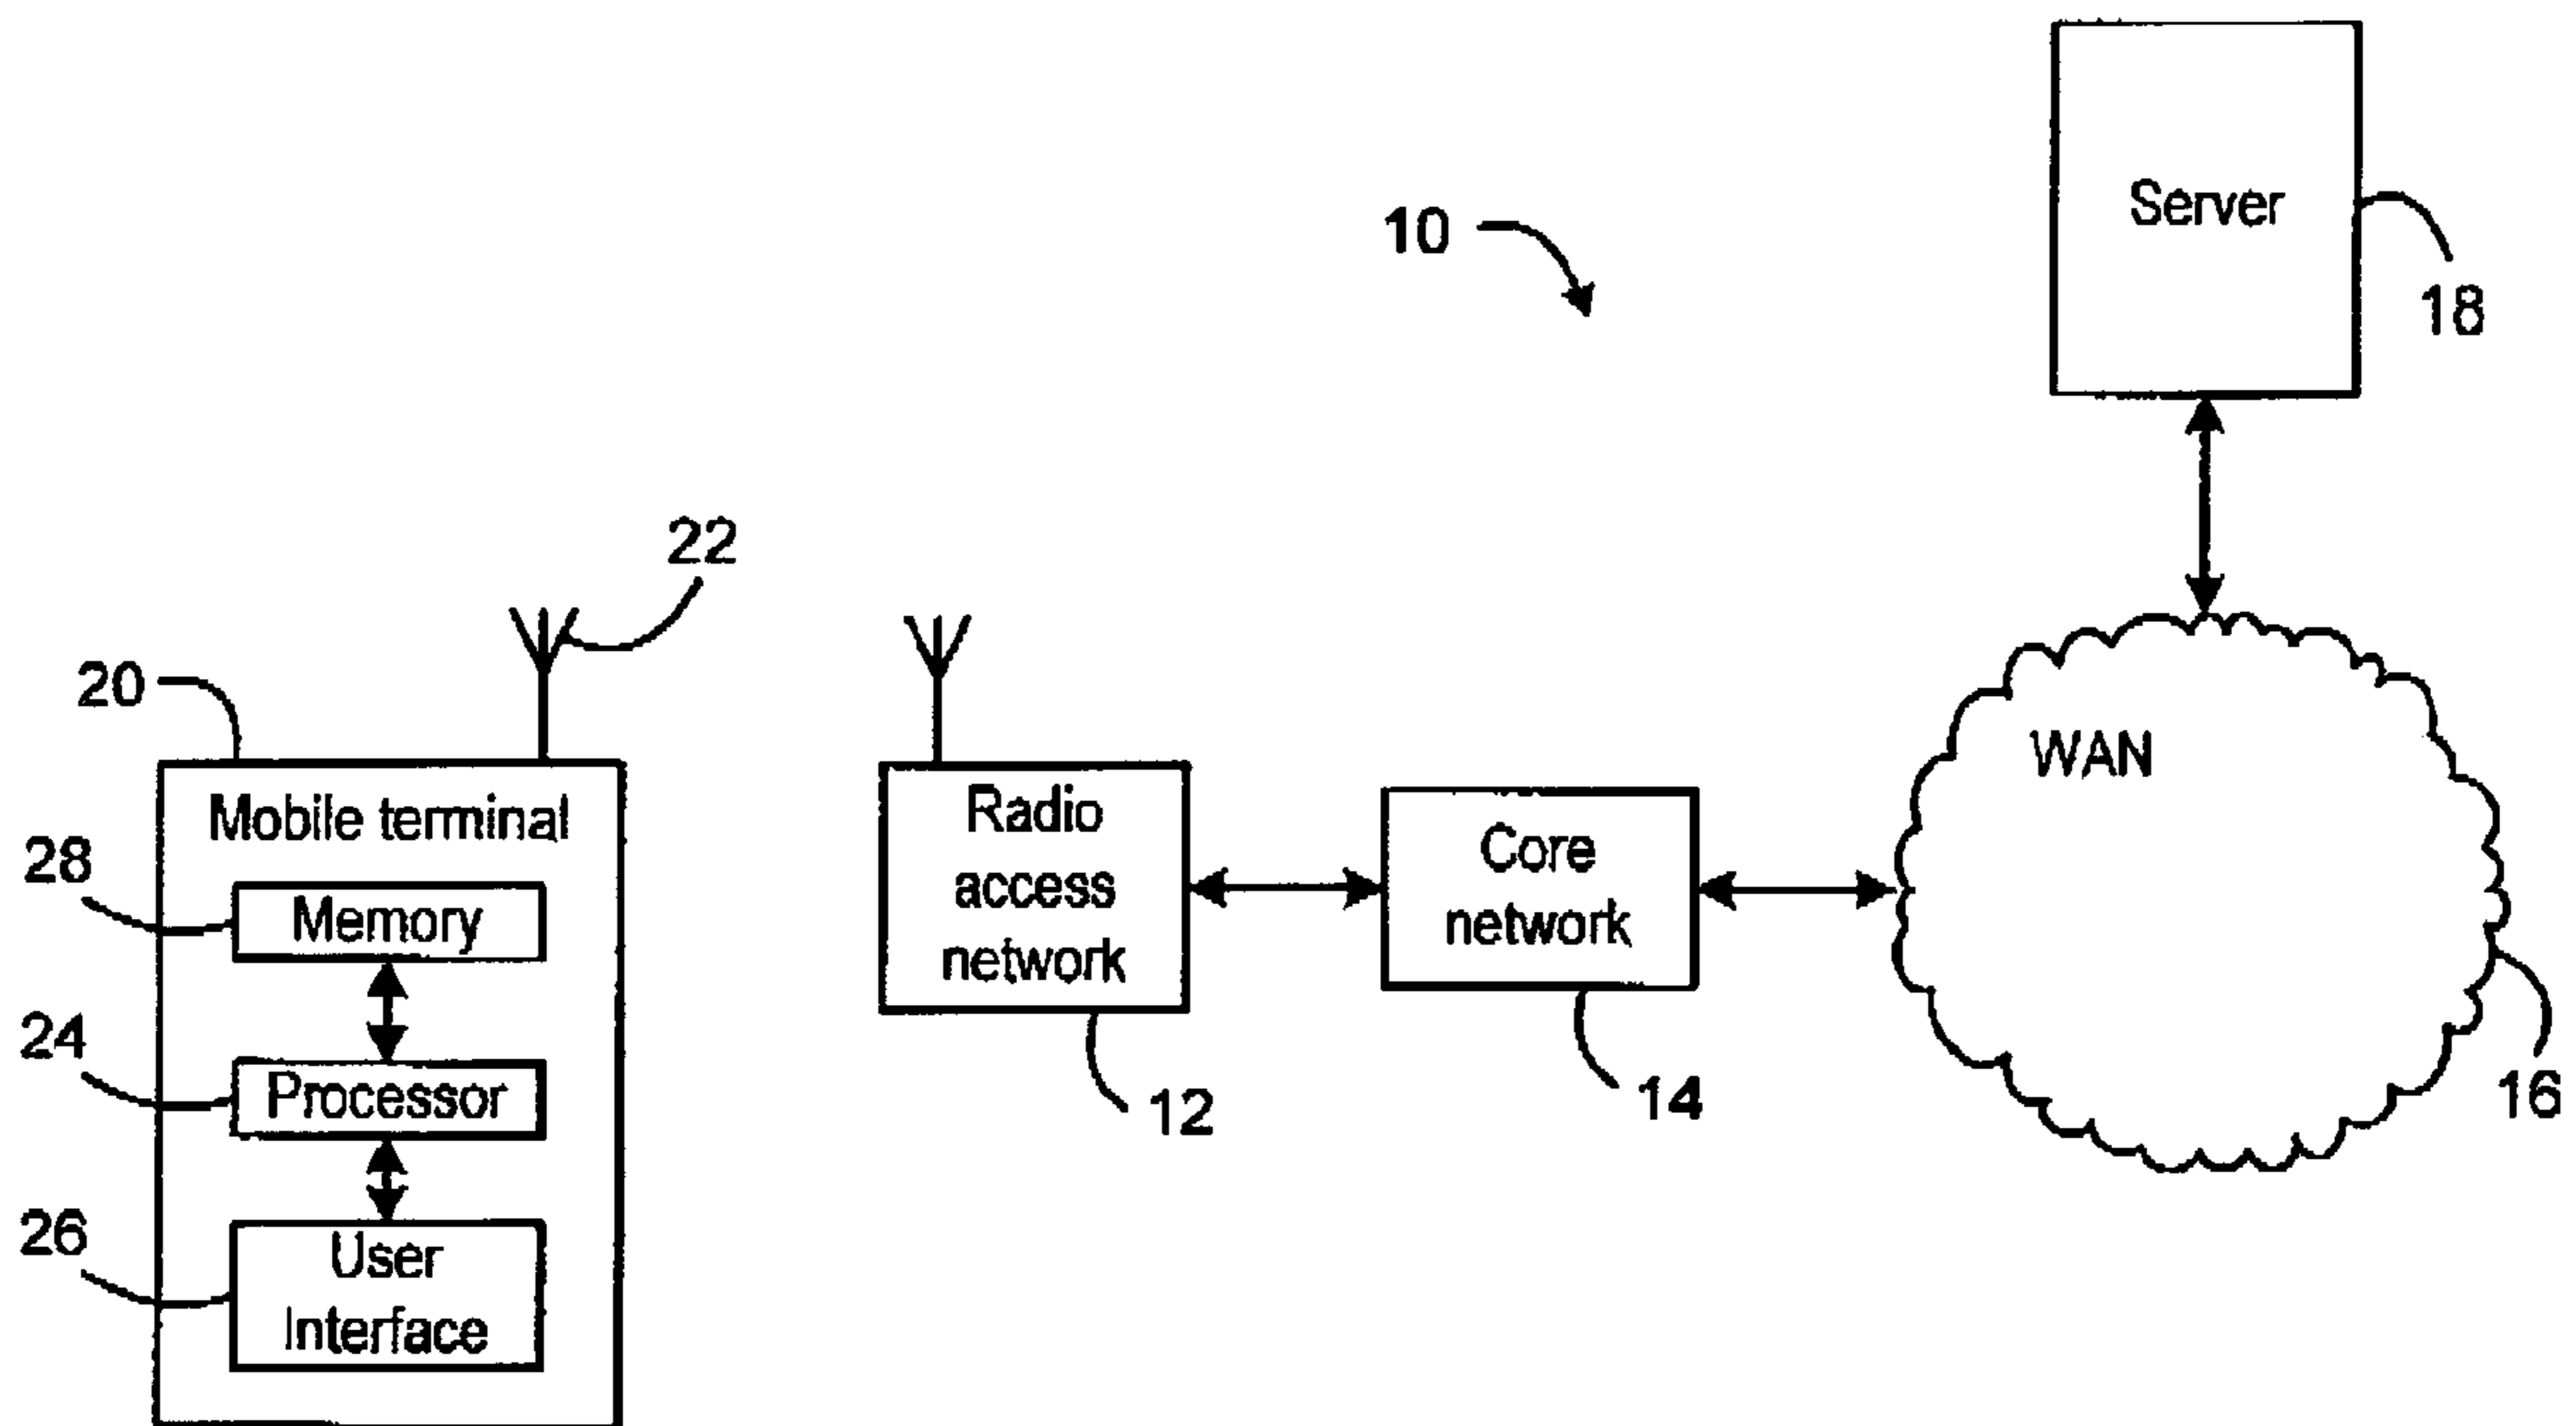 10
Server
18
22
20
Mobile terminal
28
Memory
24
Processor
26
User
Interface
Radio
access
network
12
Core
network
14
WAN
16